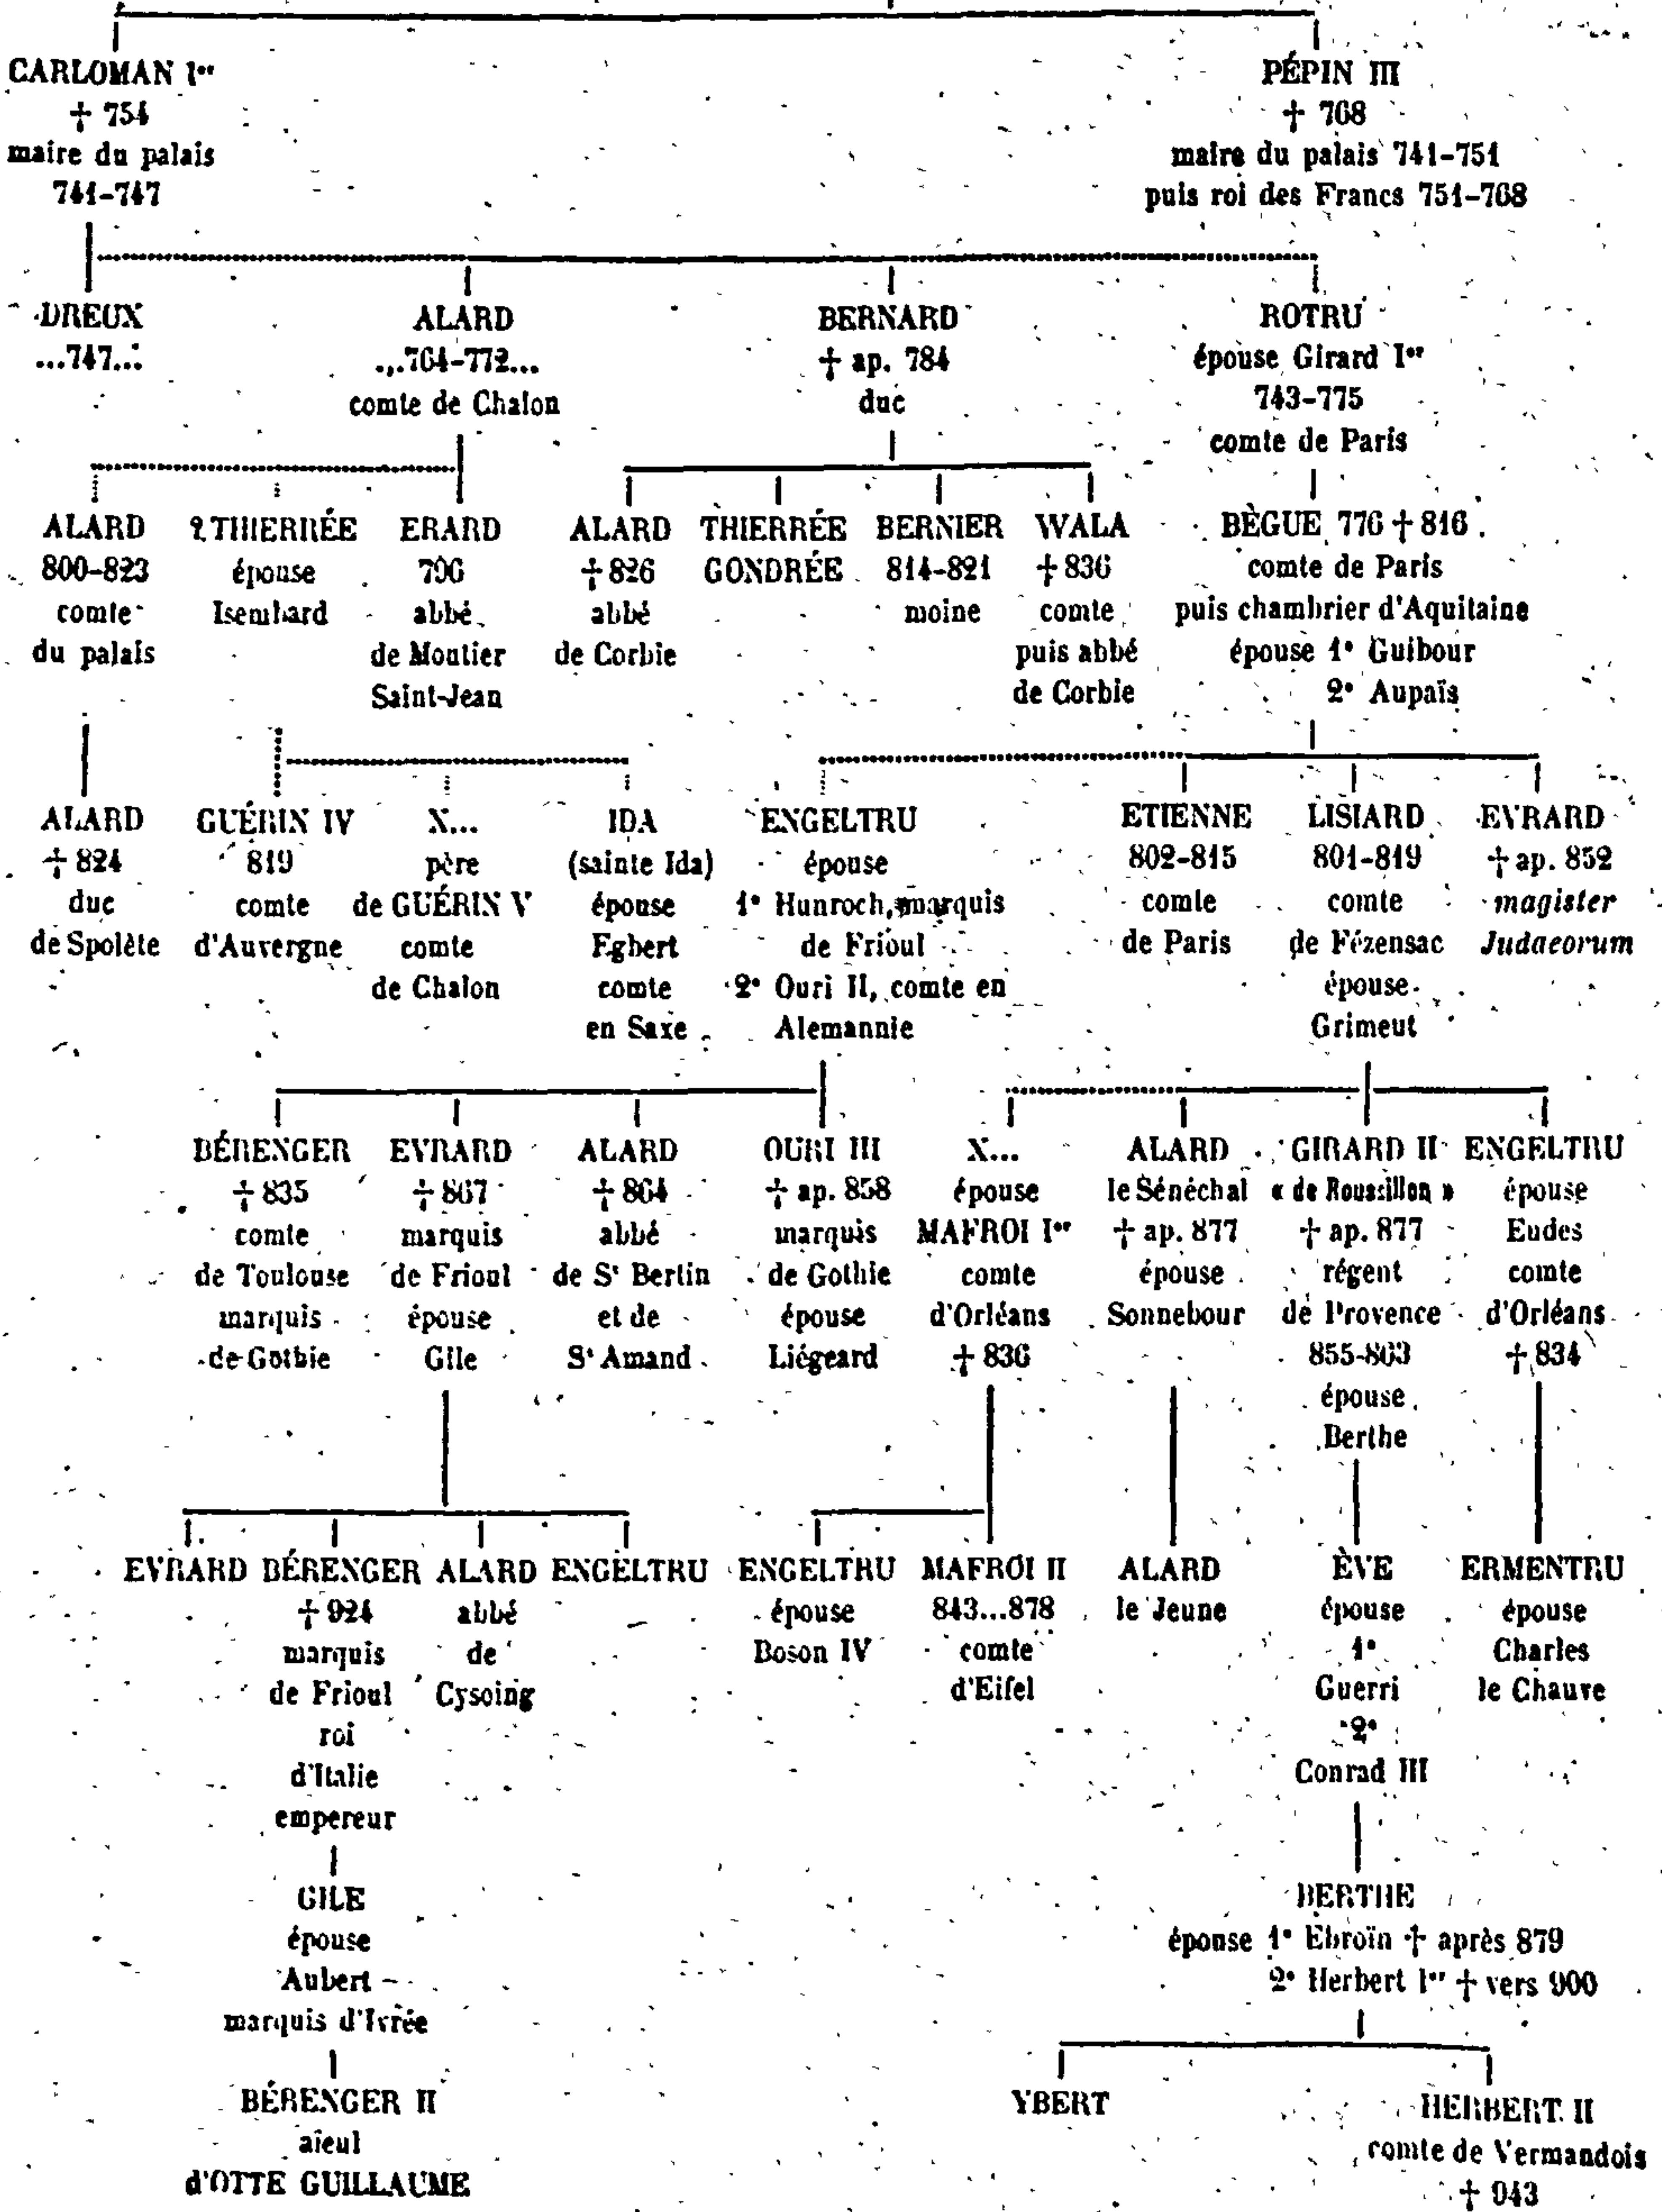 CARLOMAN Iᵉʳ
† 754
maire du palais
741-747
PÉPIN III
† 768
maire du palais 741-751
puis roi des Francs 751-768
DREUX
...747...
ALARD
...764-772...
comte de Chalon
BERNARD
† ap. 784
duc
ROTRU
épouse Girard Iᵉʳ
743-775
comte de Paris
ALARD
800-823
comte
du palais
? THIERRÉE
épouse
Isembard
ERARD
796
abbé
de Moutier
Saint-Jean
ALARD
† 826
abbé
de Corbie
THIERRÉE
GONDRÉE
BERNIER
814-821
moine
WALA
† 836
comte
puis abbé
de Corbie
BÈGUE 776 † 816
comte de Paris
puis chambrier d'Aquitaine
épouse 1° Guibour
2° Aupaïs
ALARD
† 824
duc
de Spolète
GUÉRIN IV
819
comte
d'Auvergne
X...
père
de GUÉRIN V
comte
de Chalon
IDA
(sainte Ida)
épouse
Egbert
comte
en Saxe
ENGELTRU
épouse
1° Hunroch, marquis
de Frioul
2° Ouri II, comte en
Alemannie
ETIENNE
802-815
comte
de Paris
LISIARD
801-819
comte
de Fézensac
épouse
Grimeut
EVRARD
† ap. 852
magister
Judaeorum
BÉRENGER
† 835
comte
de Toulouse
marquis
de Gothie
EVRARD
† 867
marquis
de Frioul
épouse
Gile
ALARD
† 864
abbé
de Sᵗ Bertin
et de
Sᵗ Amand
OURI III
† ap. 858
marquis
de Gothie
épouse
Liégeard
X...
épouse
MAFROI Iᵉʳ
comte
d'Orléans
† 836
ALARD
le Sénéchal
† ap. 877
épouse
Sonnebour
GIRARD II
« de Roussillon »
† ap. 877
régent
de Provence
855-863
épouse
Berthe
ENGELTRU
épouse
Eudes
comte
d'Orléans
† 834
EVRARD
BÉRENGER
† 924
marquis
de Frioul
roi
d'Italie
empereur
ALARD
abbé
de
Cysoing
ENGELTRU
ENGELTRU
épouse
Boson IV
MAFROI II
843...878
comte
d'Eifel
ALARD
le Jeune
ÈVE
épouse
1°
Guerri
2°
Conrad III
ERMENTRU
épouse
Charles
le Chauve
GILE
épouse
Aubert
marquis d'Ivrée
BERTHE
épouse 1° Ebroïn † après 879
2° Herbert Iᵉʳ † vers 900
BÉRENGER II
aïeul
d'OTTE GUILLAUME
YBERT
HERBERT II
comte de Vermandois
† 943